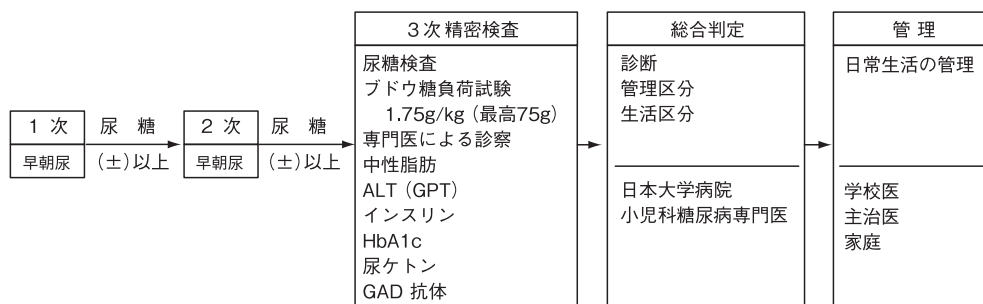 1 次
早朝尿
尿 糖
(±)以上
2 次
早朝尿
尿 糖
(±)以上
3次 精密検査
尿糖検査
ブドウ糖負荷試験
1.75g/kg (最高75g)
専門医による診察
中性脂肪
ALT (GPT)
インスリン
HbA1c
尿ケトン
GAD 抗体
総合判定
診断
管理区分
生活区分
日本大学病院
小児科糖尿病専門医
管 理
日常生活の管理
学校医
主治医
家庭